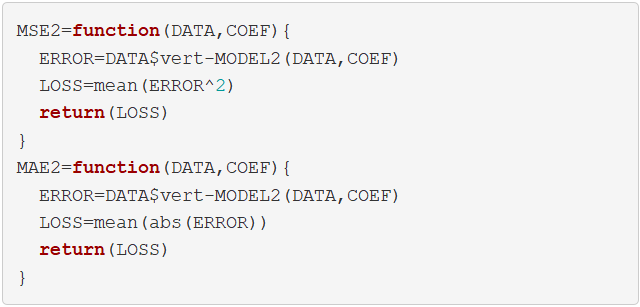 MSE2=function(DATA,COEF){
  ERROR=DATA$vert-MODEL2(DATA,COEF)
  LOSS=mean(ERROR^2)
  return(LOSS)
}
MAE2=function(DATA,COEF){
  ERROR=DATA$vert-MODEL2(DATA,COEF)
  LOSS=mean(abs(ERROR))
  return(LOSS)
}